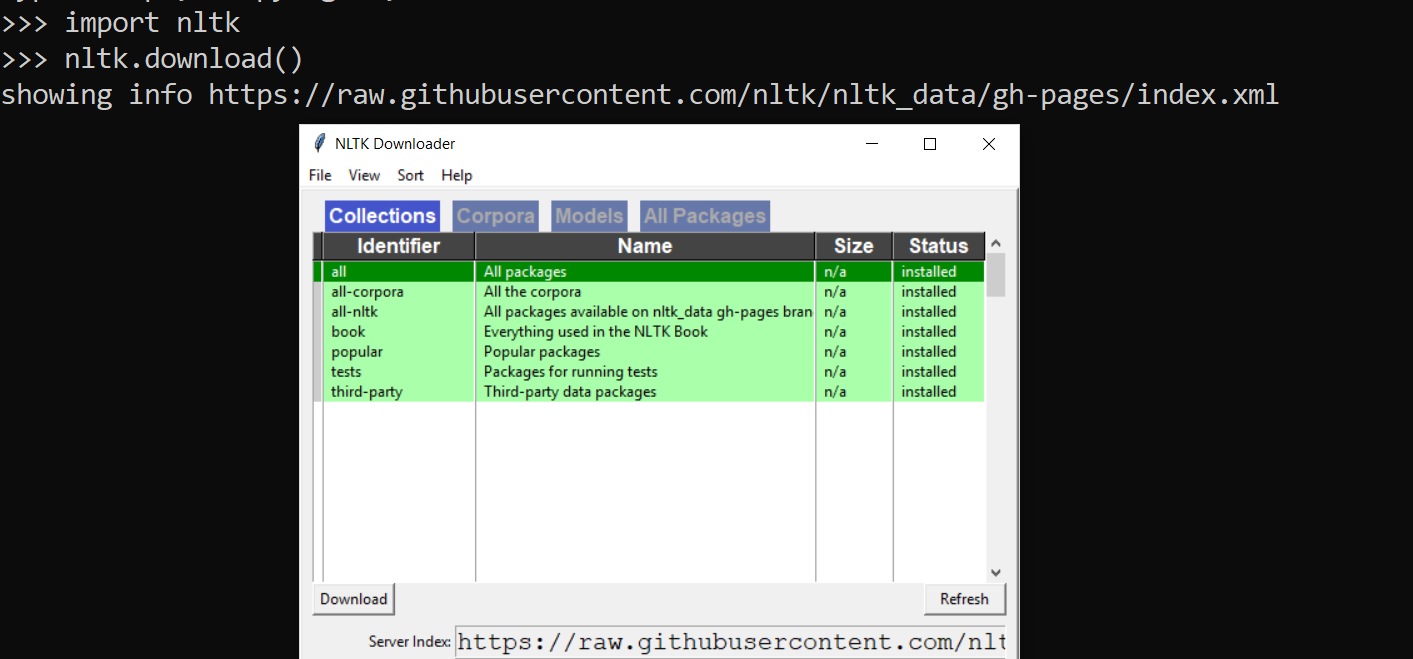 >>> import nltk
>>> nltk.download()
showing info https://raw.githubusercontent.com/nltk/nltk_data/gh-pages/index.xml
NLTK Downloader
File View Sort Help
Collections Corpora Models All Packages
Identifier Name Size Status
all All packages n/a installed
all-corpora All the corpora n/a installed
all-nltk All packages available on nltk_data gh-pages bran n/a installed
book Everything used in the NLTK Book n/a installed
popular Popular packages n/a installed
tests Packages for running tests n/a installed
third-party Third-party data packages n/a installed
Download Refresh
Server Index: https://raw.githubusercontent.com/nlt